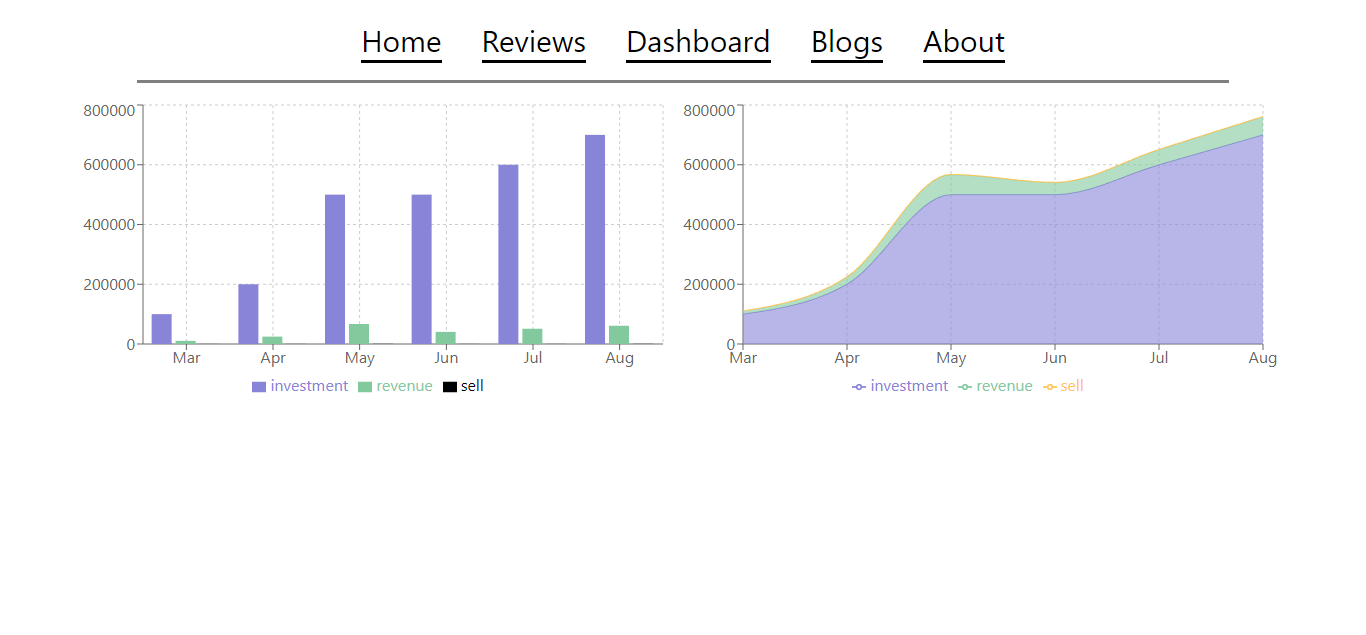 Home Reviews Dashboard Blogs About
800000
600000
400000
200000
0
Mar Apr May Jun Jul Aug
investment revenue sell
800000
600000
400000
200000
0
Mar Apr May Jun Jul Aug
investment revenue sell